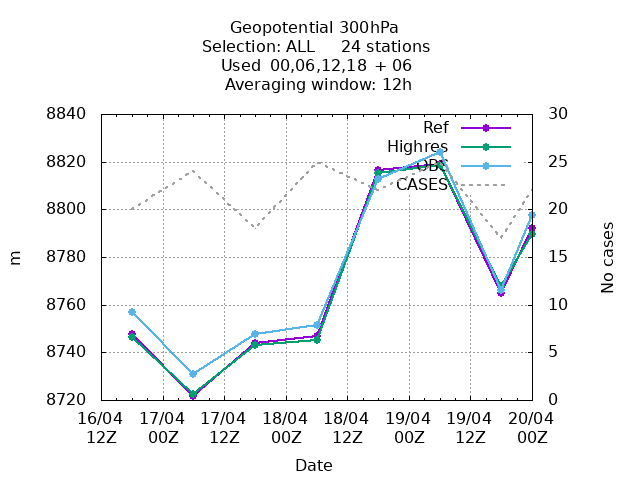 Geopotential 300hPa
Selection: ALL 24 stations
Used 00,06,12,18 + 06
Averaging window: 12h
Ref
Highres
OBS
CASES
8840
8820
8800
8780
8760
8740
8720
30
25
20
15
10
5
0
m
No cases
16/04 17/04 17/04 18/04 18/04 19/04 19/04 20/04
12Z 00Z 12Z 00Z 12Z 00Z 12Z 00Z
Date